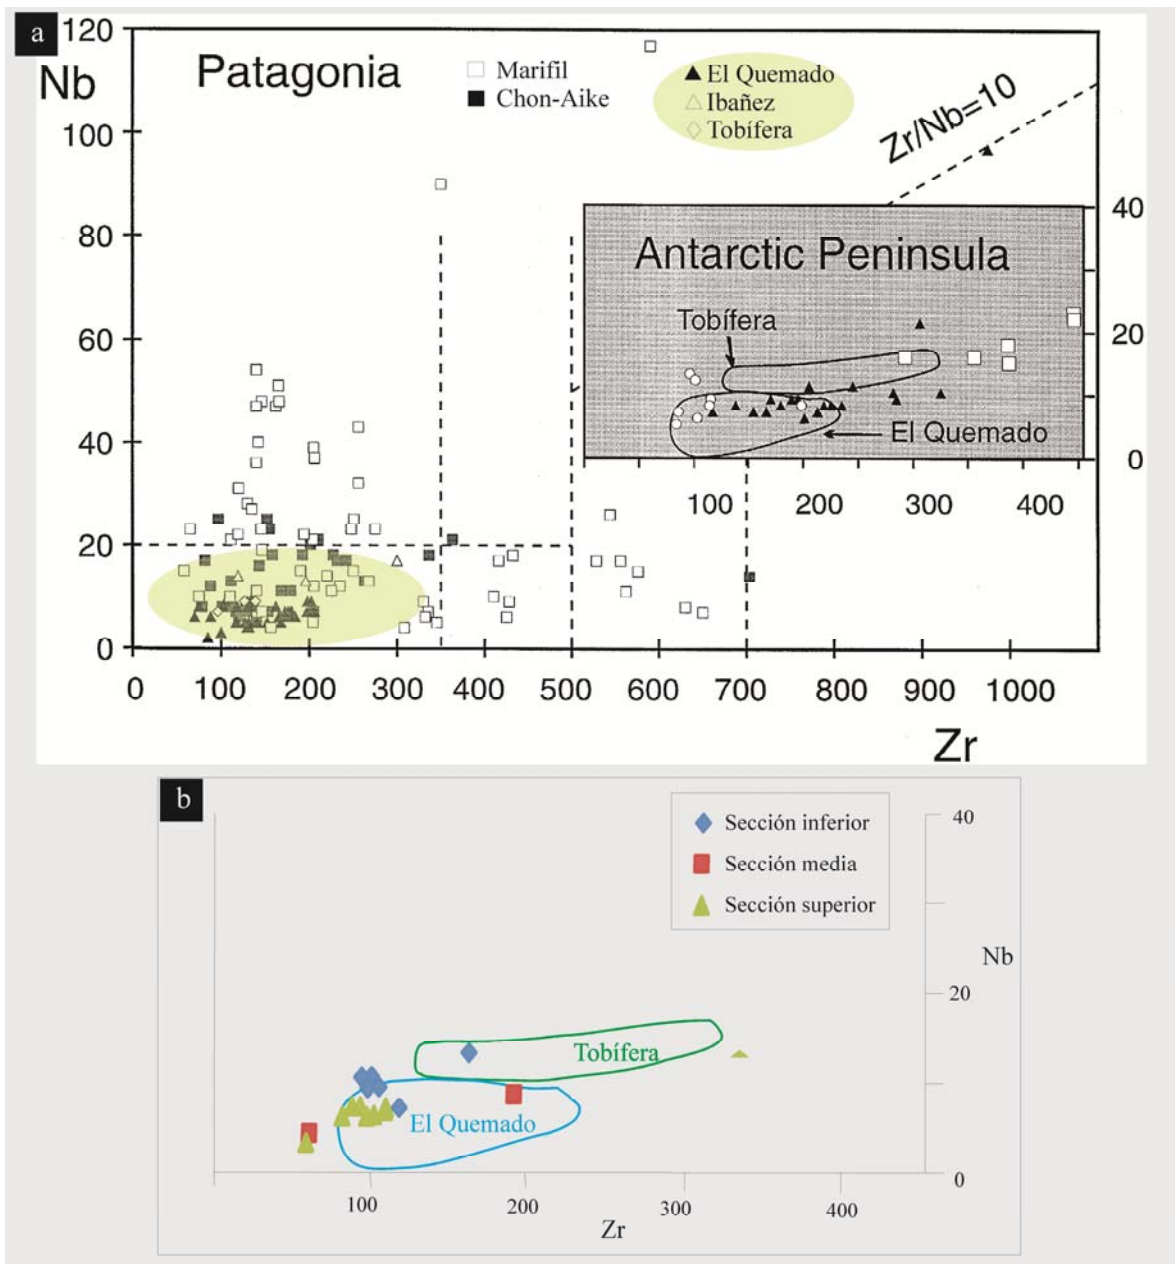 a
120
Nb
Patagonia
Marifil
Chon-Aike
El Quemado
Ibañez
Tobífera
Zr/Nb=10
100
80
60
40
20
0
0 100 200 300 400 500 600 700 800 900 1000
Zr
40
20
0
Antarctic Peninsula
Tobífera
El Quemado
100 200 300 400
b
Sección inferior
Sección media
Sección superior
40
Nb
20
0
Tobífera
El Quemado
100 200 300 400
Zr